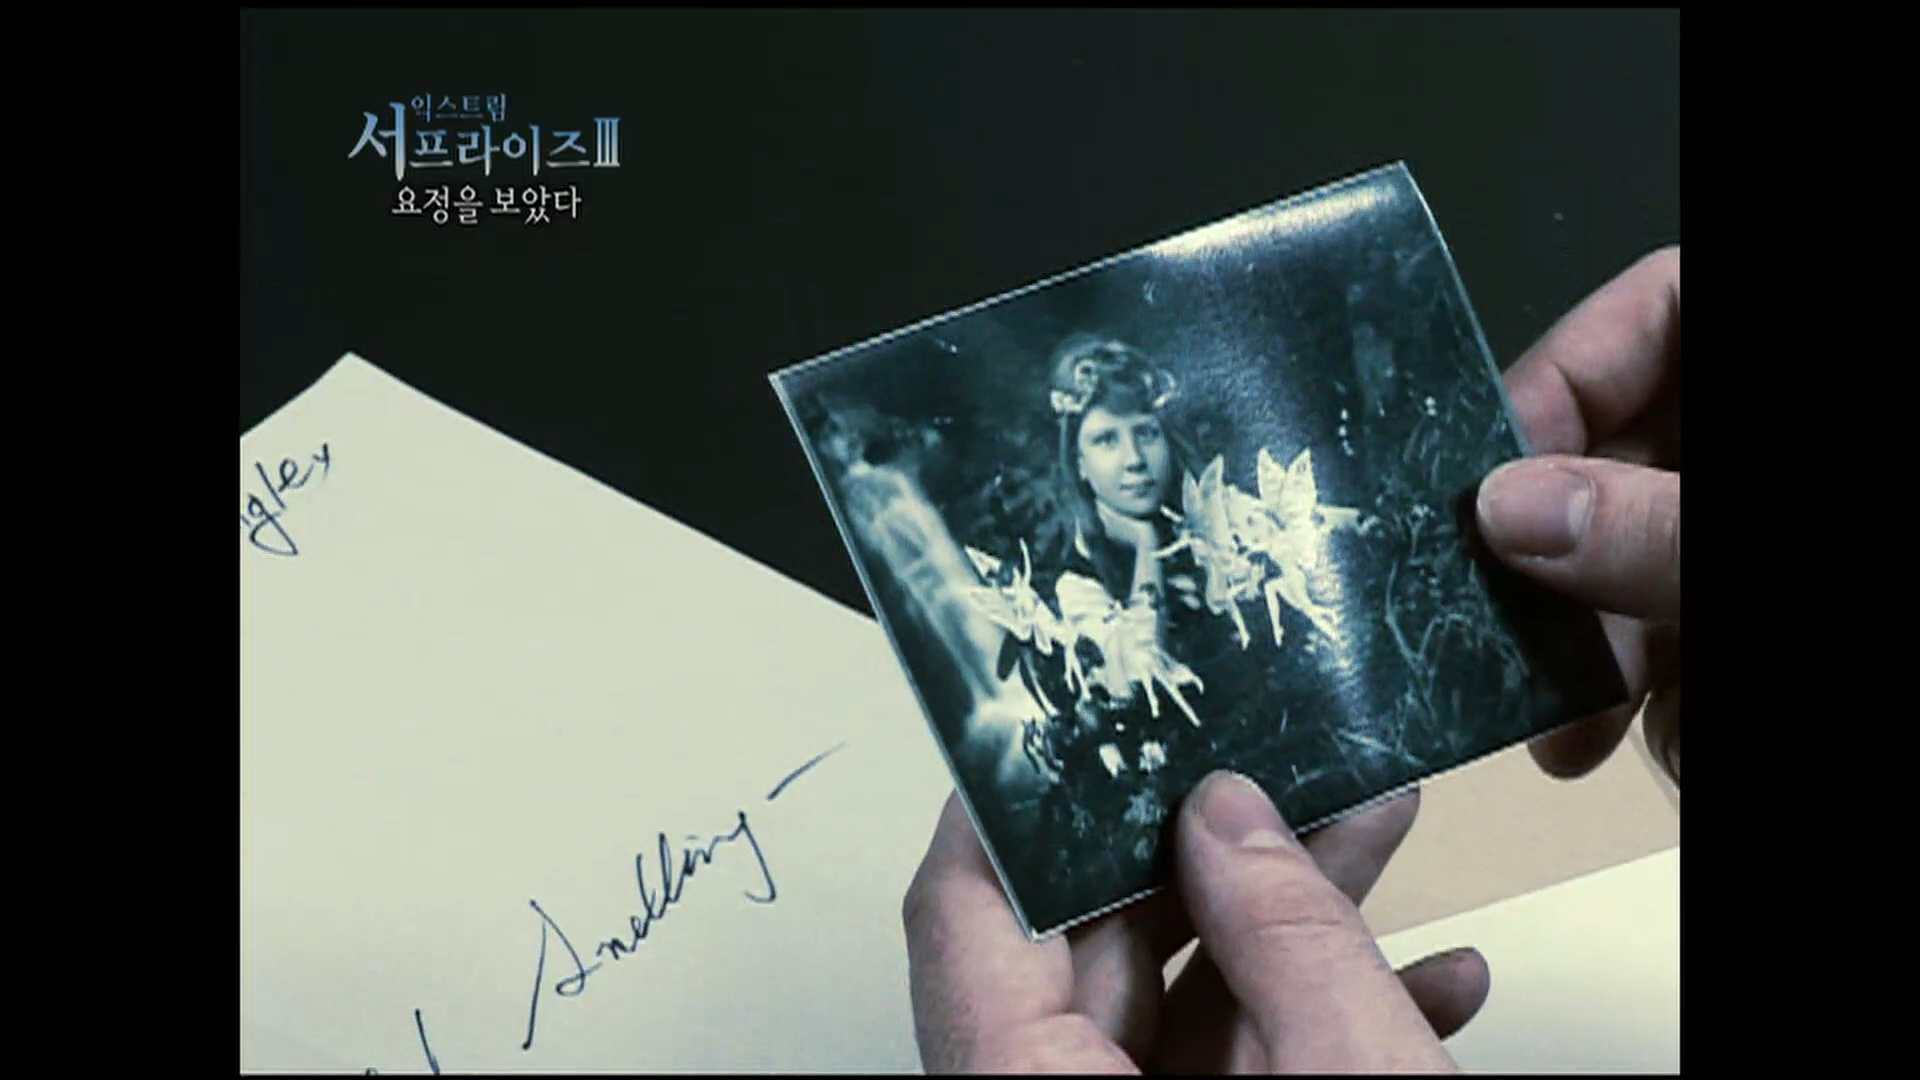 익스트림
서프라이즈Ⅲ
요정을 보았다
gley
Snelling